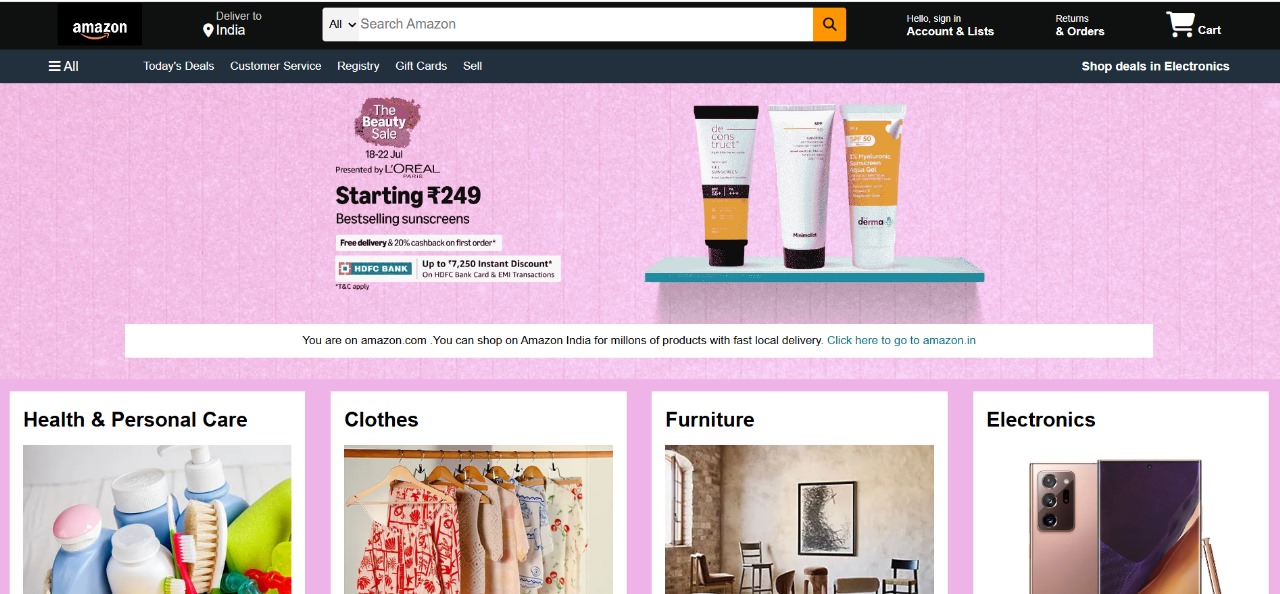 amazon
Deliver to
India
All
Search Amazon
Hello, sign in
Account & Lists
Returns
& Orders
Cart
All
Today's Deals
Customer Service
Registry
Gift Cards
Sell
Shop deals in Electronics
The
Beauty
Sale
18-22 Jul
Presented by L'ORÉAL
PARIS
Starting ₹249
Bestselling sunscreens
Free delivery & 20% cashback on first order*
HDFC BANK
Up to ₹7,250 Instant Discount*
On HDFC Bank Card & EMI Transactions
*T&C apply
de
cons
truct
Minimalist
SPF 50
1% Hyaluronic
Sunscreen
Aqua Gel
derma
You are on amazon.com .You can shop on Amazon India for millons of products with fast local delivery. Click here to go to amazon.in
Health & Personal Care
Clothes
Furniture
Electronics